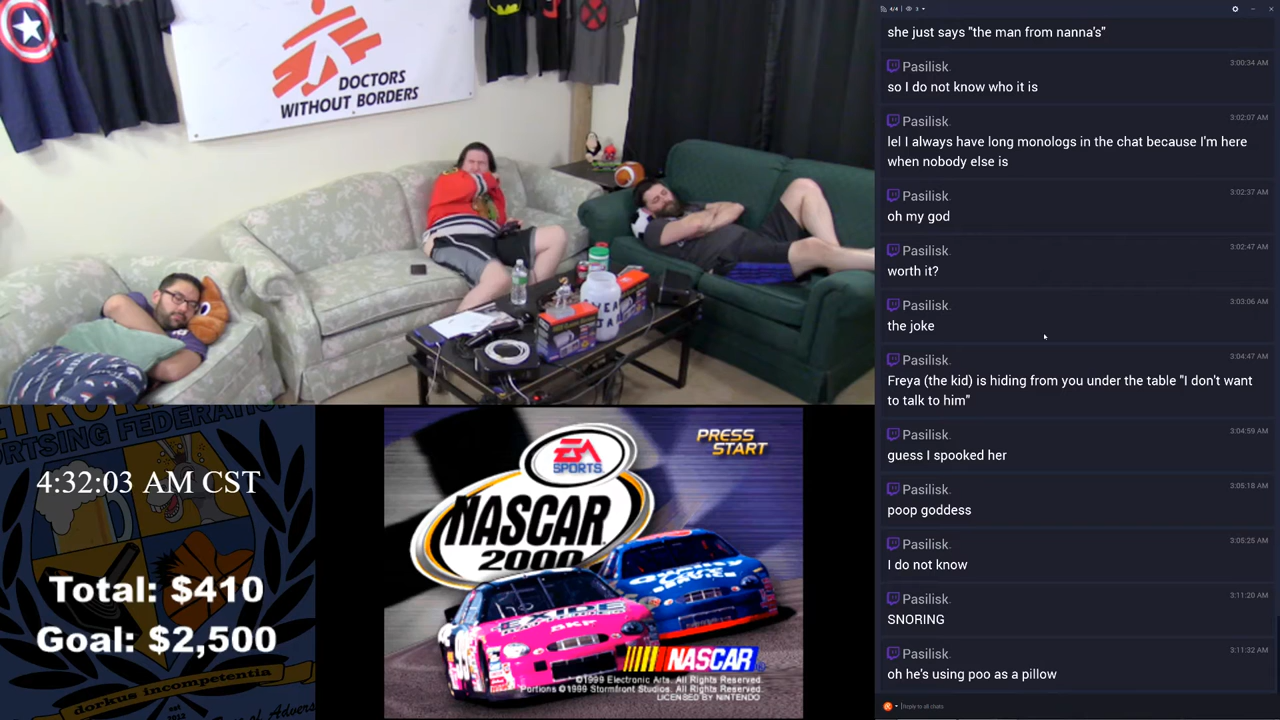 DOCTORS
WITHOUT BORDERS
4:32:03 AM CST
Total: $410
Goal: $2,500
dorkus incompetentia
est
EA
SPORTS
NASCAR
2000
PRESS
START
NASCAR
©1999 Electronic Arts. All Rights Reserved.
Portions ©1999 Stormfront Studios. All Rights Reserved.
LICENSED BY NINTENDO
4/4
3
she just says "the man from nanna's"
Pasilisk 3:00:34 AM
so I do not know who it is
Pasilisk 3:02:07 AM
lel I always have long monologs in the chat because I'm here
when nobody else is
Pasilisk 3:02:37 AM
oh my god
Pasilisk 3:02:47 AM
worth it?
Pasilisk 3:03:06 AM
the joke
Pasilisk 3:04:47 AM
Freya (the kid) is hiding from you under the table "I don't want
to talk to him"
Pasilisk 3:04:59 AM
guess I spooked her
Pasilisk 3:05:18 AM
poop goddess
Pasilisk 3:05:25 AM
I do not know
Pasilisk 3:11:20 AM
SNORING
Pasilisk 3:11:32 AM
oh he's using poo as a pillow
Reply to all chats